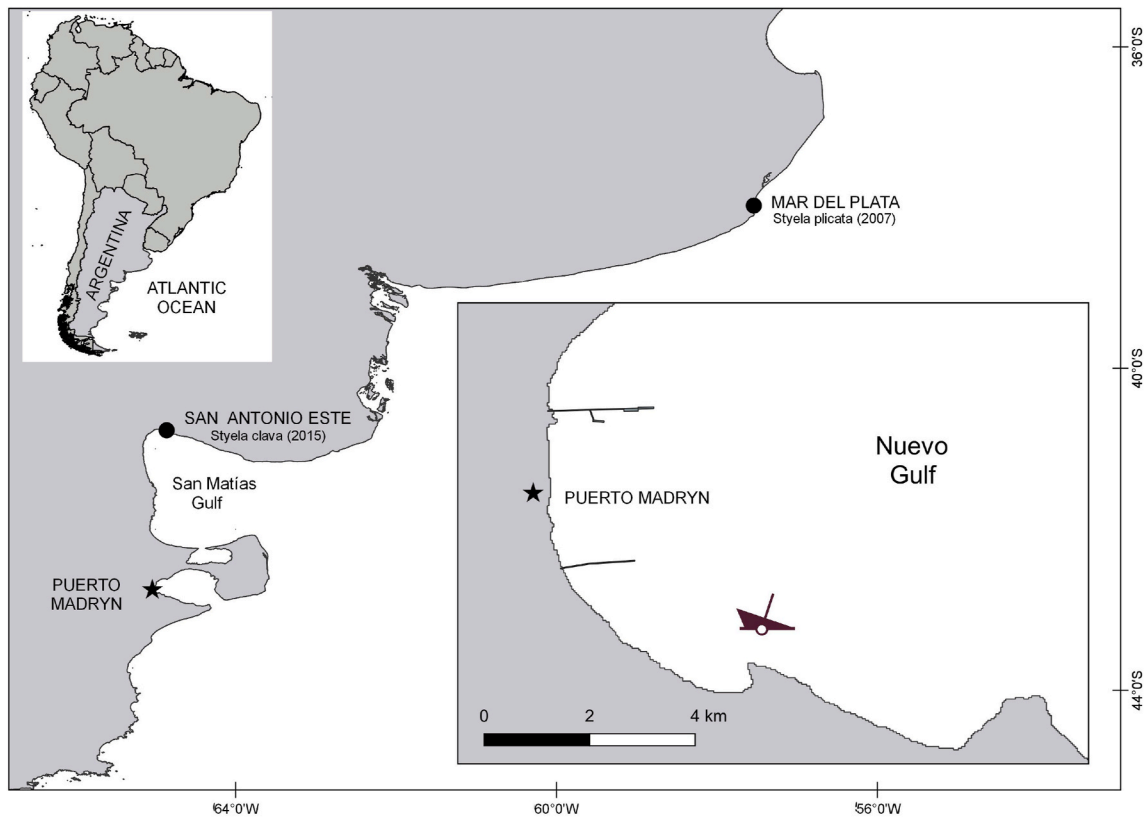 ARGENTINA
ATLANTIC
OCEAN
MAR DEL PLATA
Styela plicata (2007)
SAN ANTONIO ESTE
Styela clava (2015)
San Matías
Gulf
PUERTO
MADRYN
Nuevo
Gulf
PUERTO MADRYN
0 2 4 km
36°0'S
40°0'S
44°0'S
64°0'W 60°0'W 56°0'W